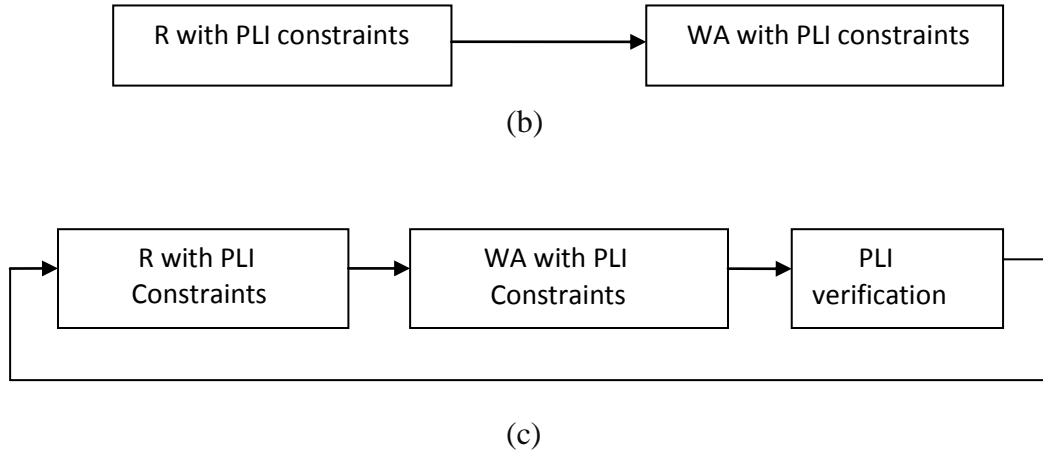 R with PLI constraints
WA with PLI constraints
(b)
R with PLI
Constraints
WA with PLI
Constraints
PLI
verification
(c)